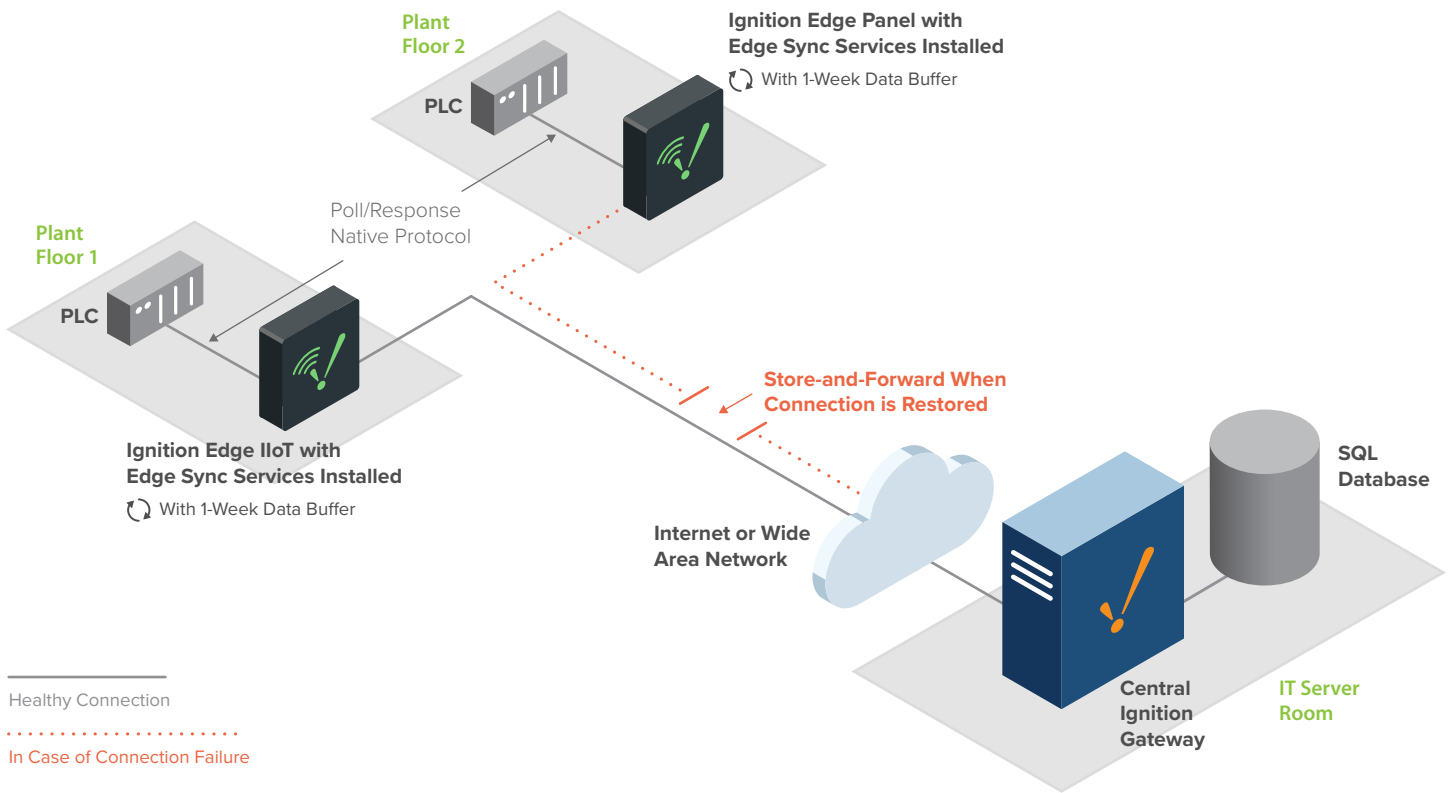 Plant
Floor 2
Ignition Edge Panel with
Edge Sync Services Installed
With 1-Week Data Buffer
PLC
Poll/Response
Native Protocol
Plant
Floor 1
PLC
Ignition Edge IIoT with
Edge Sync Services Installed
With 1-Week Data Buffer
Store-and-Forward When
Connection is Restored
SQL
Database
Internet or Wide
Area Network
Central
Ignition
Gateway
IT Server
Room
Healthy Connection
In Case of Connection Failure